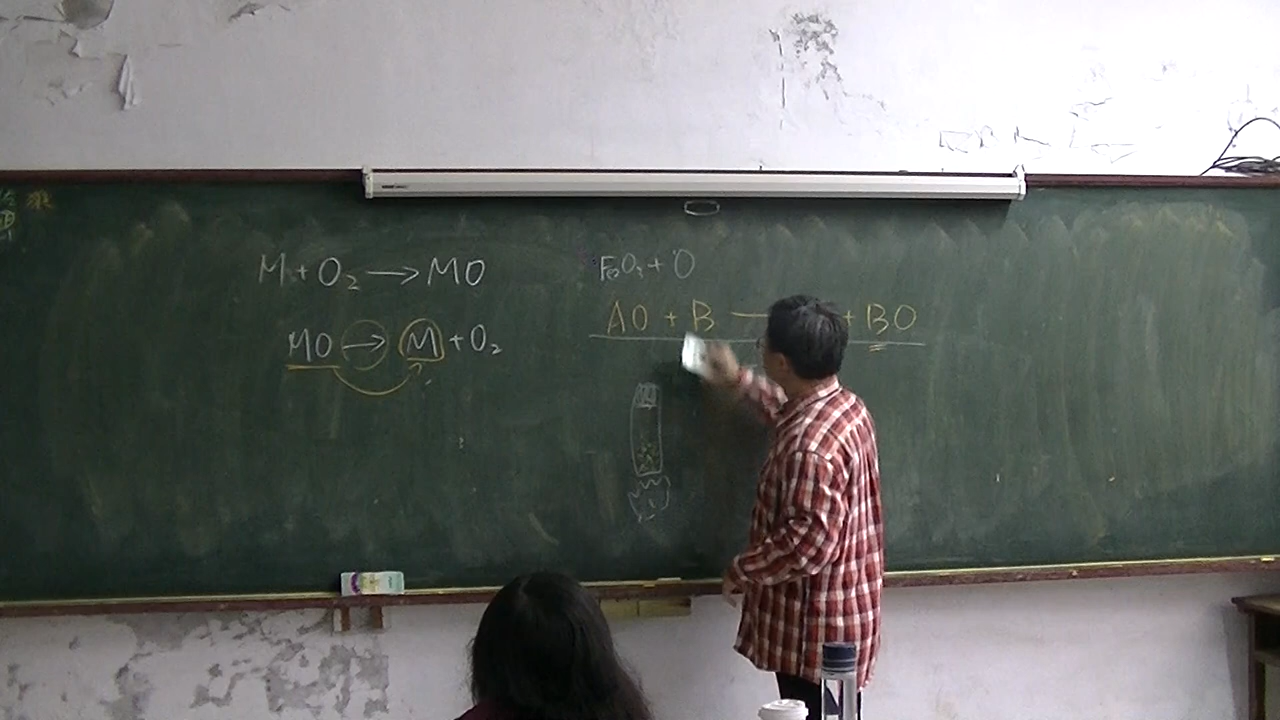 M + O₂ → MO
MO → M + O₂
Fe₂O₃ + O
AO + B — + BO